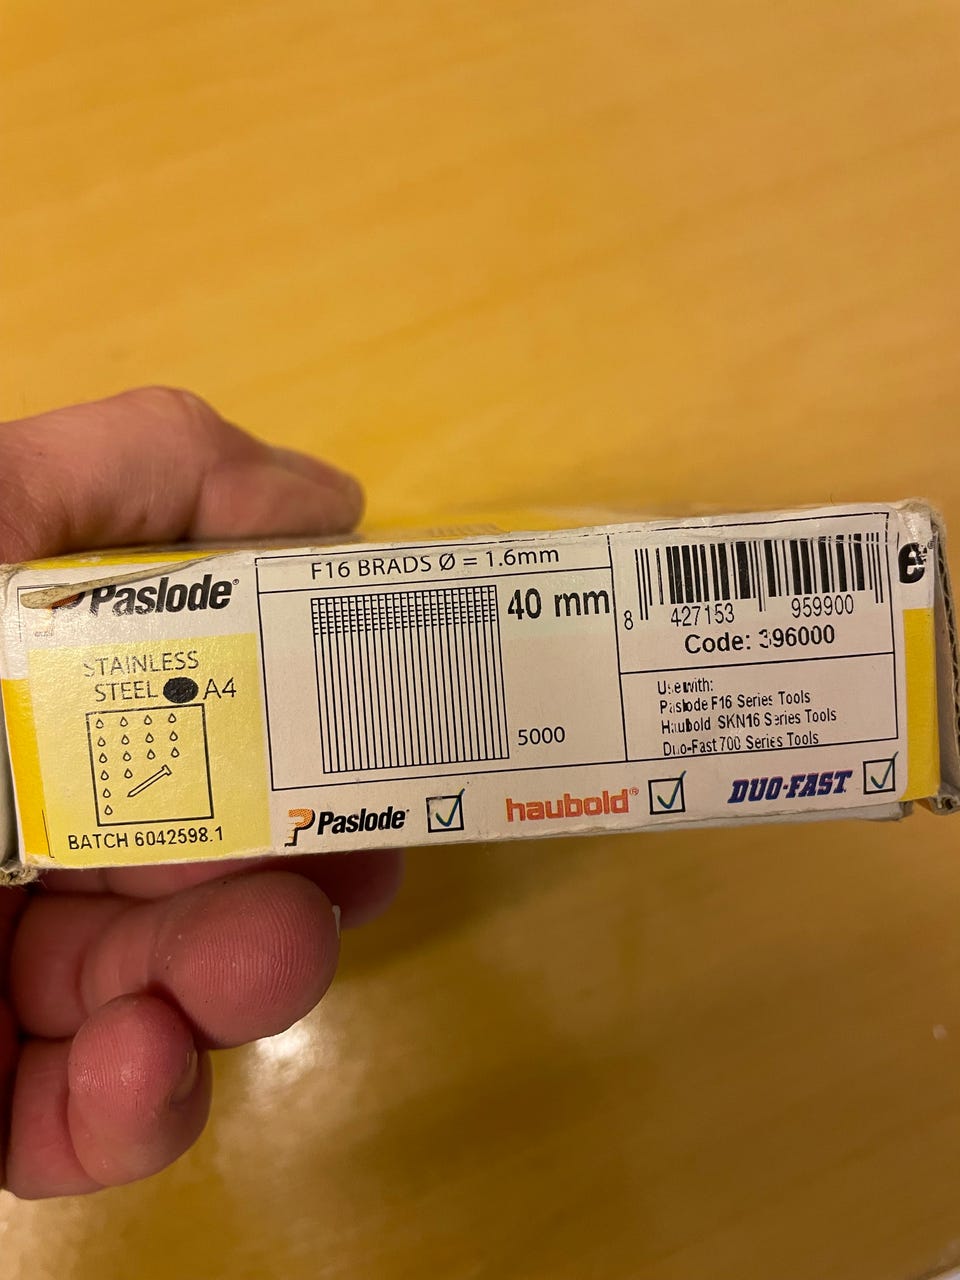 Paslode®
STAINLESS
STEEL A4
BATCH 6042598.1
F16 BRADS Ø = 1.6mm
40 mm
5000
8 427153 959900
Code: 396000
Use with:
Paslode F16 Series Tools
Haubold SKN16 Series Tools
Duo-Fast 700 Series Tools
Paslode®
haubold®
DUO-FAST
e